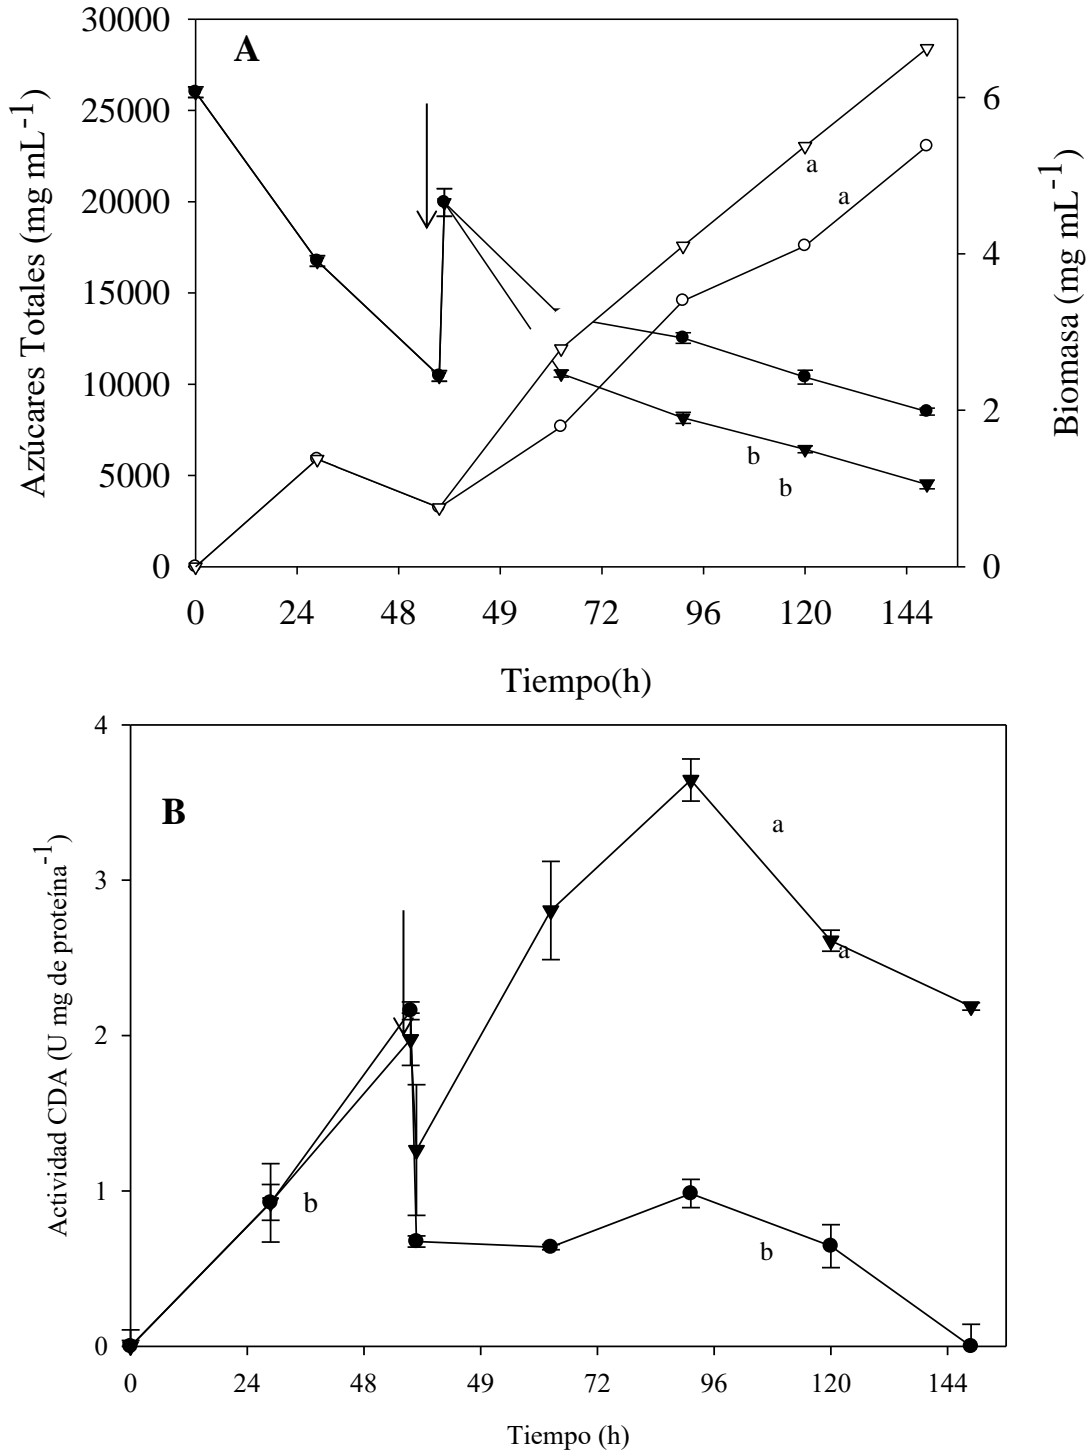 A
30000
25000
20000
15000
10000
5000
0
Azúcares Totales (mg mL-1)
6
4
2
0
Biomasa (mg mL-1)
a
a
b
b
0 24 48 49 72 96 120 144
Tiempo(h)
B
4
3
2
1
0
Actividad CDA (U mg de proteína-1)
a
a
b
b
0 24 48 49 72 96 120 144
Tiempo (h)